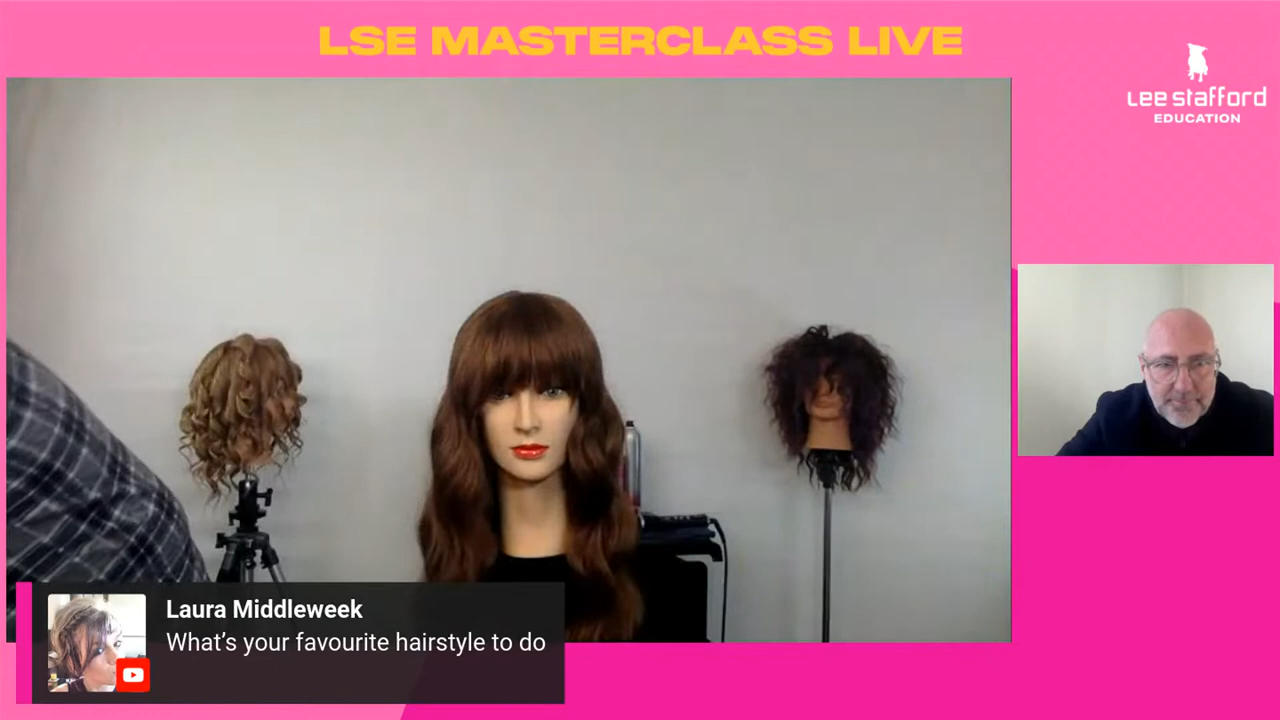 LSE MASTERCLASS LIVE
Lee stafford
EDUCATION
Laura Middleweek
What's your favourite hairstyle to do